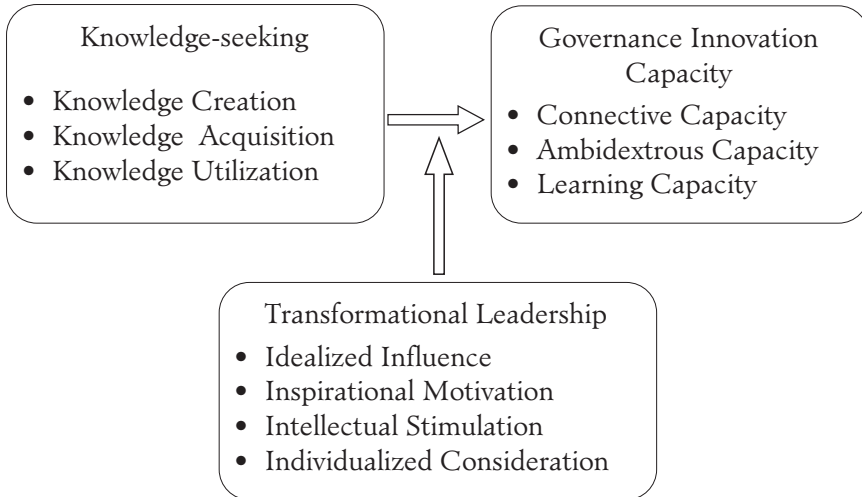 Knowledge-seeking
• Knowledge Creation
• Knowledge Acquisition
• Knowledge Utilization
Governance Innovation
Capacity
• Connective Capacity
• Ambidextrous Capacity
• Learning Capacity
Transformational Leadership
• Idealized Influence
• Inspirational Motivation
• Intellectual Stimulation
• Individualized Consideration